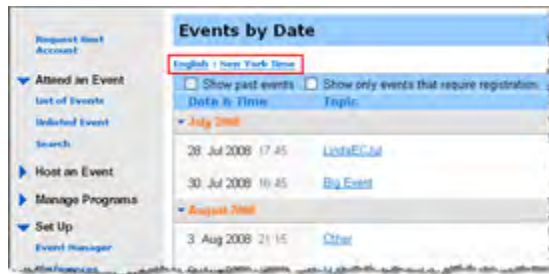 Request Host
Account
Attend an Event
List of Events
Unlisted Event
Search
Host an Event
Manage Programs
Set Up
Event Manager
Preferences
Events by Date
English : New York Time
Show past events Show only events that require registration
Date & Time Topic
July 2008
28 Jul 2008 17:45 LindaECJul
30 Jul 2008 16:45 Big Event
August 2008
3 Aug 2008 21:15 Other